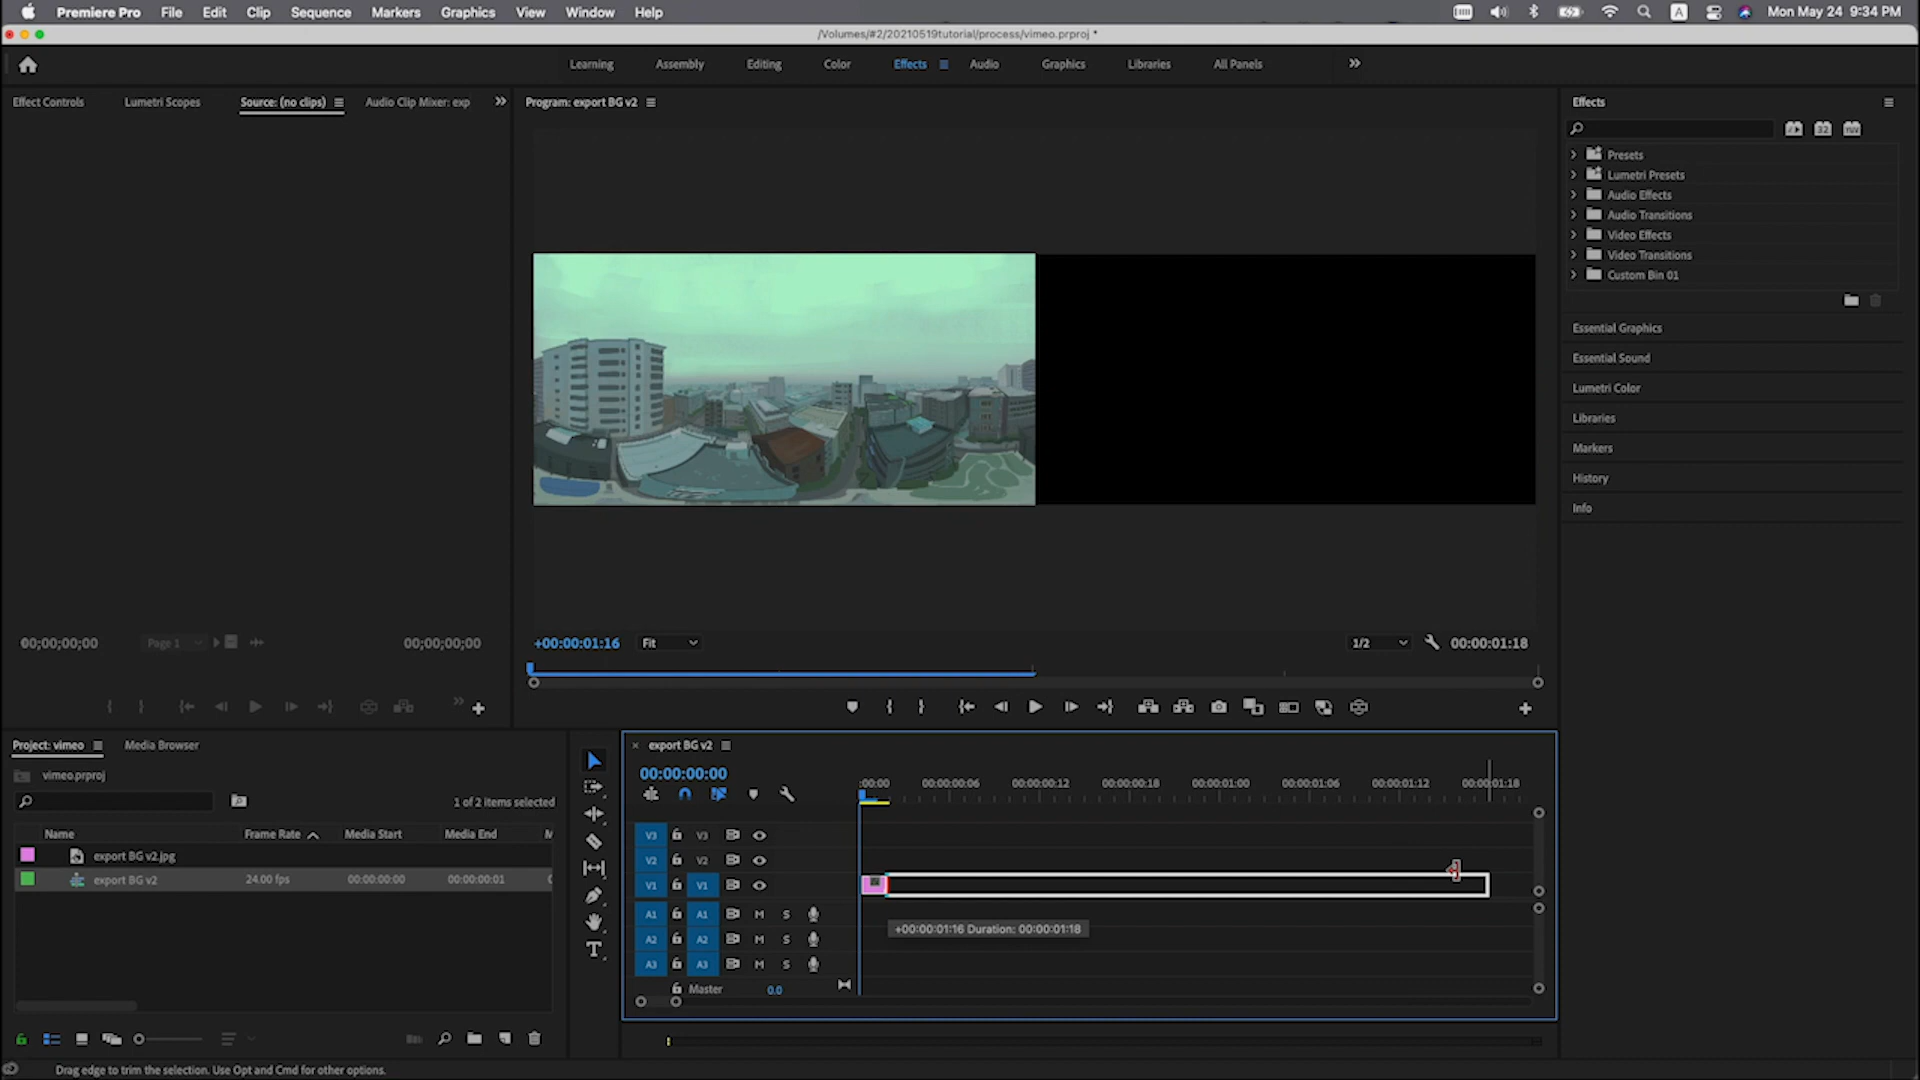 Premiere Pro File Edit Clip Sequence Markers Graphics View Window Help A Mon May 24 9:34 PM
/Volumes/#2/20210519tutorial/process/vimeo.prproj *
Learning Assembly Editing Color Effects Audio Graphics Libraries All Panels
Effect Controls Lumetri Scopes Source: (no clips) Audio Clip Mixer: exp
Program: export BG v2
Effects
32
Presets
Lumetri Presets
Audio Effects
Audio Transitions
Video Effects
Video Transitions
Custom Bin 01
Essential Graphics
Essential Sound
Lumetri Color
Libraries
Markers
History
Info
00;00;00;00 Page 1 00;00;00;00
+00:00:01:16 Fit 1/2 00:00:01:18
Project: vimeo Media Browser
vimeo.prproj
1 of 2 items selected
Name Frame Rate Media Start Media End M
export BG v2.jpg
export BG v2 24.00 fps 00:00:00:00 00:00:00:01 0
T
× export BG v2
00:00:00:00
:00:00 00:00:00:06 00:00:00:12 00:00:00:18 00:00:01:00 00:00:01:06 00:00:01:12 00:00:01:18
V3 V3
V2 V2
V1 V1
A1 A1 M S
A2 A2 M S
A3 A3 M S
Master 0.0
+00:00:01:16 Duration: 00:00:01:18
Drag edge to trim the selection. Use Opt and Cmd for other options.